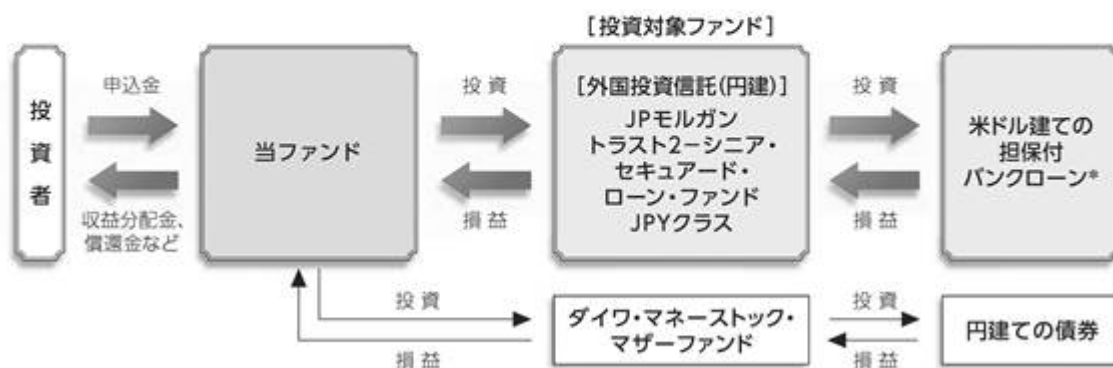 [投資対象ファンド]
投資者
申込金
収益分配金、
償還金など
当ファンド
投資
損益
[外国投資信託(円建)]
JPモルガン
トラスト2−シニア・
セキュアード・
ローン・ファンド
JPYクラス
投資
損益
米ドル建ての
担保付
バンクローン*
投資
損益
ダイワ・マネーストック・
マザーファンド
投資
損益
円建ての債券